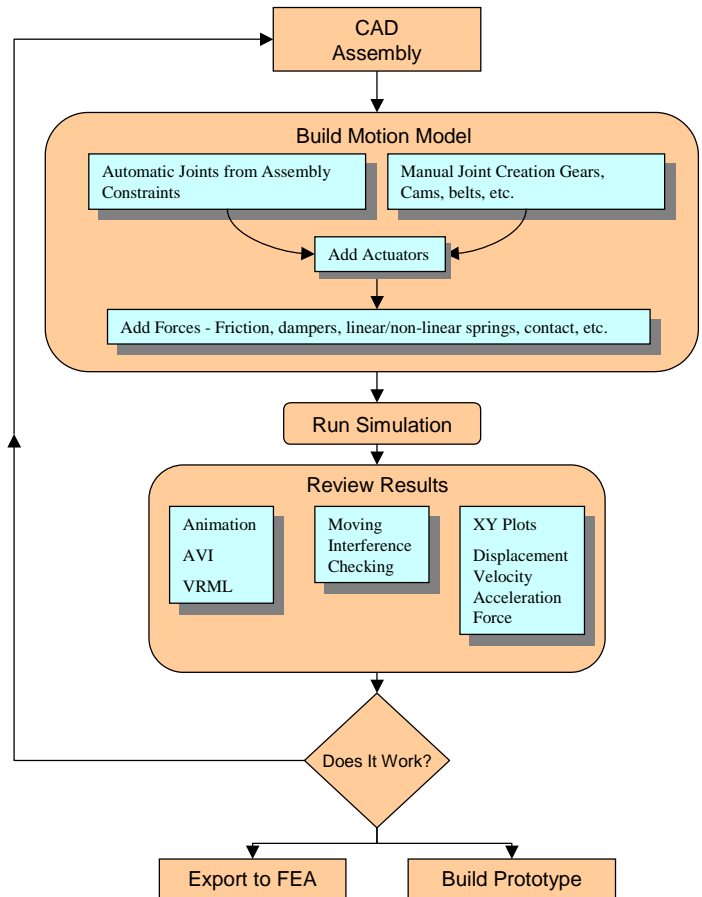 CAD
Assembly
Build Motion Model
Automatic Joints from Assembly
Constraints
Manual Joint Creation Gears,
Cams, belts, etc.
Add Actuators
Add Forces - Friction, dampers, linear/non-linear springs, contact, etc.
Run Simulation
Review Results
Animation
AVI
VRML
Moving
Interference
Checking
XY Plots
Displacement
Velocity
Acceleration
Force
Does It Work?
Export to FEA
Build Prototype